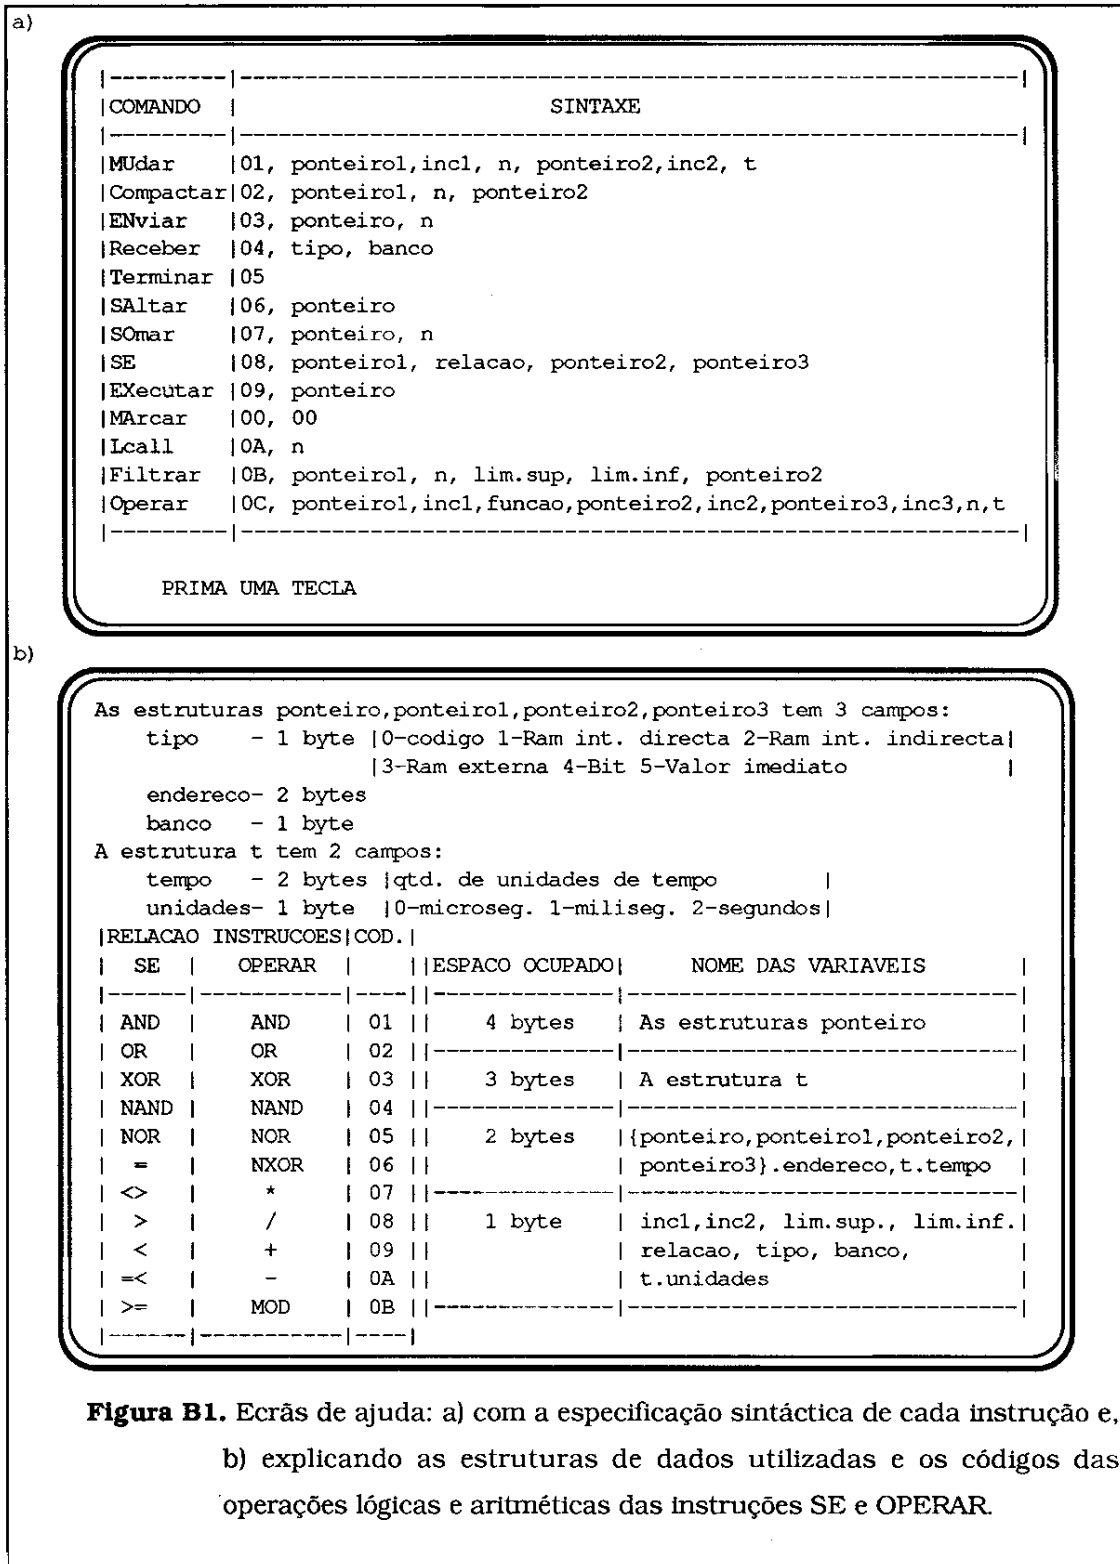 a)
|---------|------------------------------------------------------------|
|COMANDO  |                        SINTAXE
|---------|------------------------------------------------------------|
|MUdar    |01, ponteiro1,inc1, n, ponteiro2,inc2, t
|Compactar|02, ponteiro1, n, ponteiro2
|ENviar   |03, ponteiro, n
|Receber  |04, tipo, banco
|Terminar |05
|SAltar   |06, ponteiro
|SOmar    |07, ponteiro, n
|SE       |08, ponteiro1, relacao, ponteiro2, ponteiro3
|EXecutar |09, ponteiro
|MArcar   |00, 00
|Lcall    |0A, n
|Filtrar  |0B, ponteiro1, n, lim.sup, lim.inf, ponteiro2
|Operar   |0C, ponteiro1,inc1,funcao,ponteiro2,inc2,ponteiro3,inc3,n,t
|---------|------------------------------------------------------------|
PRIMA UMA TECLA
b)
As estruturas ponteiro,ponteiro1,ponteiro2,ponteiro3 tem 3 campos:
tipo    - 1 byte |0-codigo 1-Ram int. directa 2-Ram int. indirecta|
|3-Ram externa 4-Bit 5-Valor imediato            |
endereco- 2 bytes
banco   - 1 byte
A estrutura t tem 2 campos:
tempo   - 2 bytes |qtd. de unidades de tempo          |
unidades- 1 byte  |0-microseg. 1-miliseg. 2-segundos|
|RELACAO INSTRUCOES|COD.|
|  SE  |   OPERAR  |    ||ESPACO OCUPADO|     NOME DAS VARIAVEIS       |
|------|-----------|----||--------------|------------------------------|
| AND  |    AND    | 01 ||   4 bytes    | As estruturas ponteiro       |
| OR   |    OR     | 02 ||--------------|------------------------------|
| XOR  |    XOR    | 03 ||   3 bytes    | A estrutura t                |
| NAND |    NAND   | 04 ||--------------|------------------------------|
| NOR  |    NOR    | 05 ||   2 bytes    |{ponteiro,ponteiro1,ponteiro2,|
|  =   |    NXOR   | 06 ||              | ponteiro3}.endereco,t.tempo  |
| <>   |     *     | 07 ||--------------|------------------------------|
|  >   |     /     | 08 ||   1 byte     | inc1,inc2, lim.sup., lim.inf.|
|  <   |     +     | 09 ||              | relacao, tipo, banco,        |
| =<   |     -     | 0A ||              | t.unidades                   |
| >=   |    MOD    | 0B ||--------------|------------------------------|
|------|-----------|----|
Figura B1. Ecrãs de ajuda: a) com a especificação sintáctica de cada instrução e,
b) explicando as estruturas de dados utilizadas e os códigos das
operações lógicas e aritméticas das instruções SE e OPERAR.